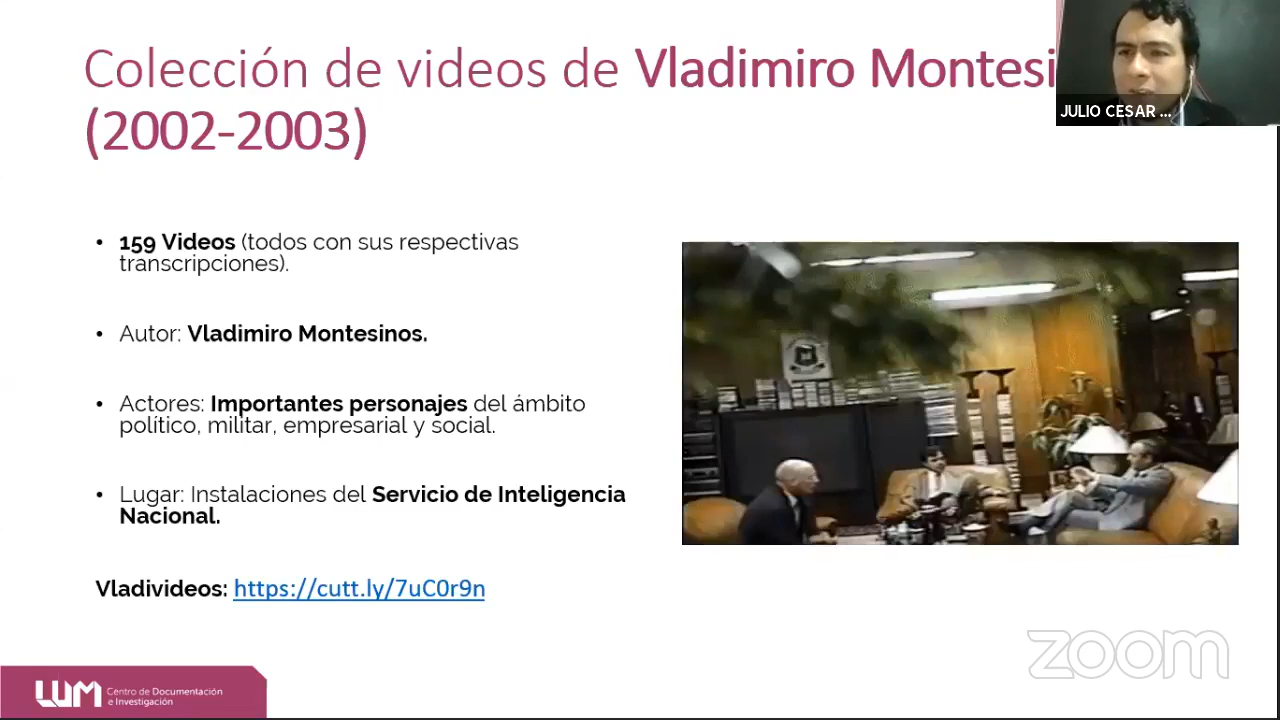 Colección de videos de Vladimiro Montesi
(2002-2003)
JULIO CESAR ...
• 159 Videos (todos con sus respectivas
transcripciones).
• Autor: Vladimiro Montesinos.
• Actores: Importantes personajes del ámbito
político, militar, empresarial y social.
• Lugar: Instalaciones del Servicio de Inteligencia
Nacional.
Vladivideos: https://cutt.ly/7uC0r9n
zoom
LUM Centro de Documentación
e Investigación